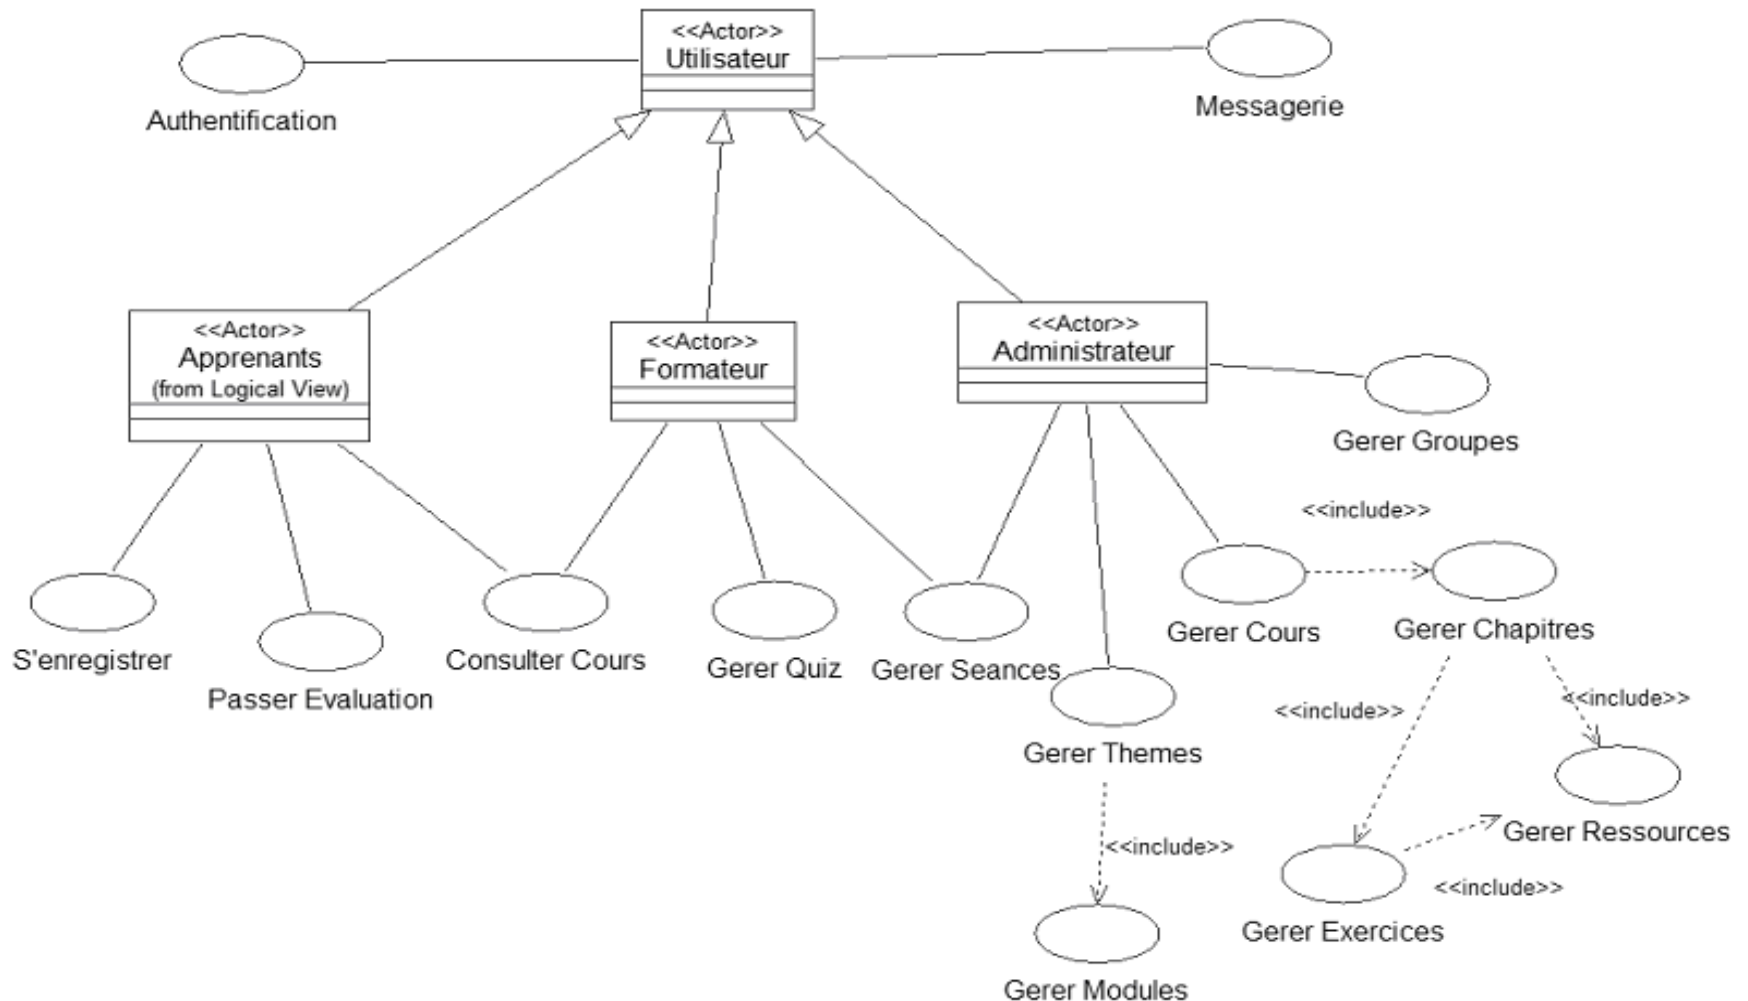 <<Actor>>
Utilisateur
Authentification
Messagerie
<<Actor>>
Apprenants
(from Logical View)
<<Actor>>
Formateur
<<Actor>>
Administrateur
Gerer Groupes
<<include>>
S'enregistrer
Passer Evaluation
Consulter Cours
Gerer Quiz
Gerer Seances
Gerer Cours
Gerer Chapitres
<<include>>
<<include>>
Gerer Themes
Gerer Ressources
<<include>>
<<include>>
Gerer Exercices
Gerer Modules